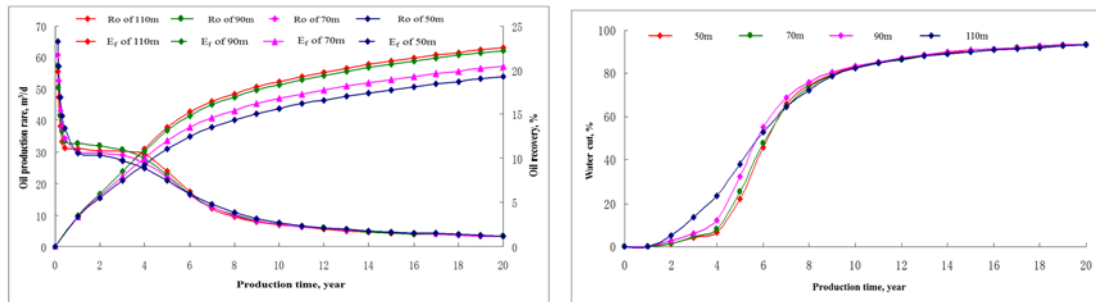 Ro of 110m Ro of 90m Ro of 70m Ro of 50m
Ef of 110m Ef of 90m Ef of 70m Ef of 50m
Oil production rare, m³/d
70
60
50
40
30
20
10
0
25
20
15
10
5
0
Oil recovery, %
0 2 4 6 8 10 12 14 16 18 20
Production time, year
50m 70m 90m 110m
Water cut, %
100
80
60
40
20
0
0 2 4 6 8 10 12 14 16 18 20
Production time, year